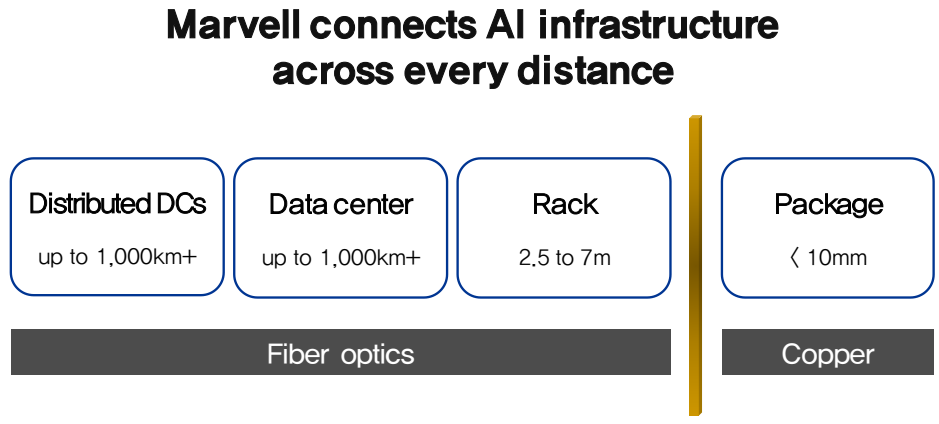 Marvell connects AI infrastructure
across every distance
Distributed DCs
up to 1,000km+
Data center
up to 1,000km+
Rack
2.5 to 7m
Package
〈 10mm
Fiber optics
Copper